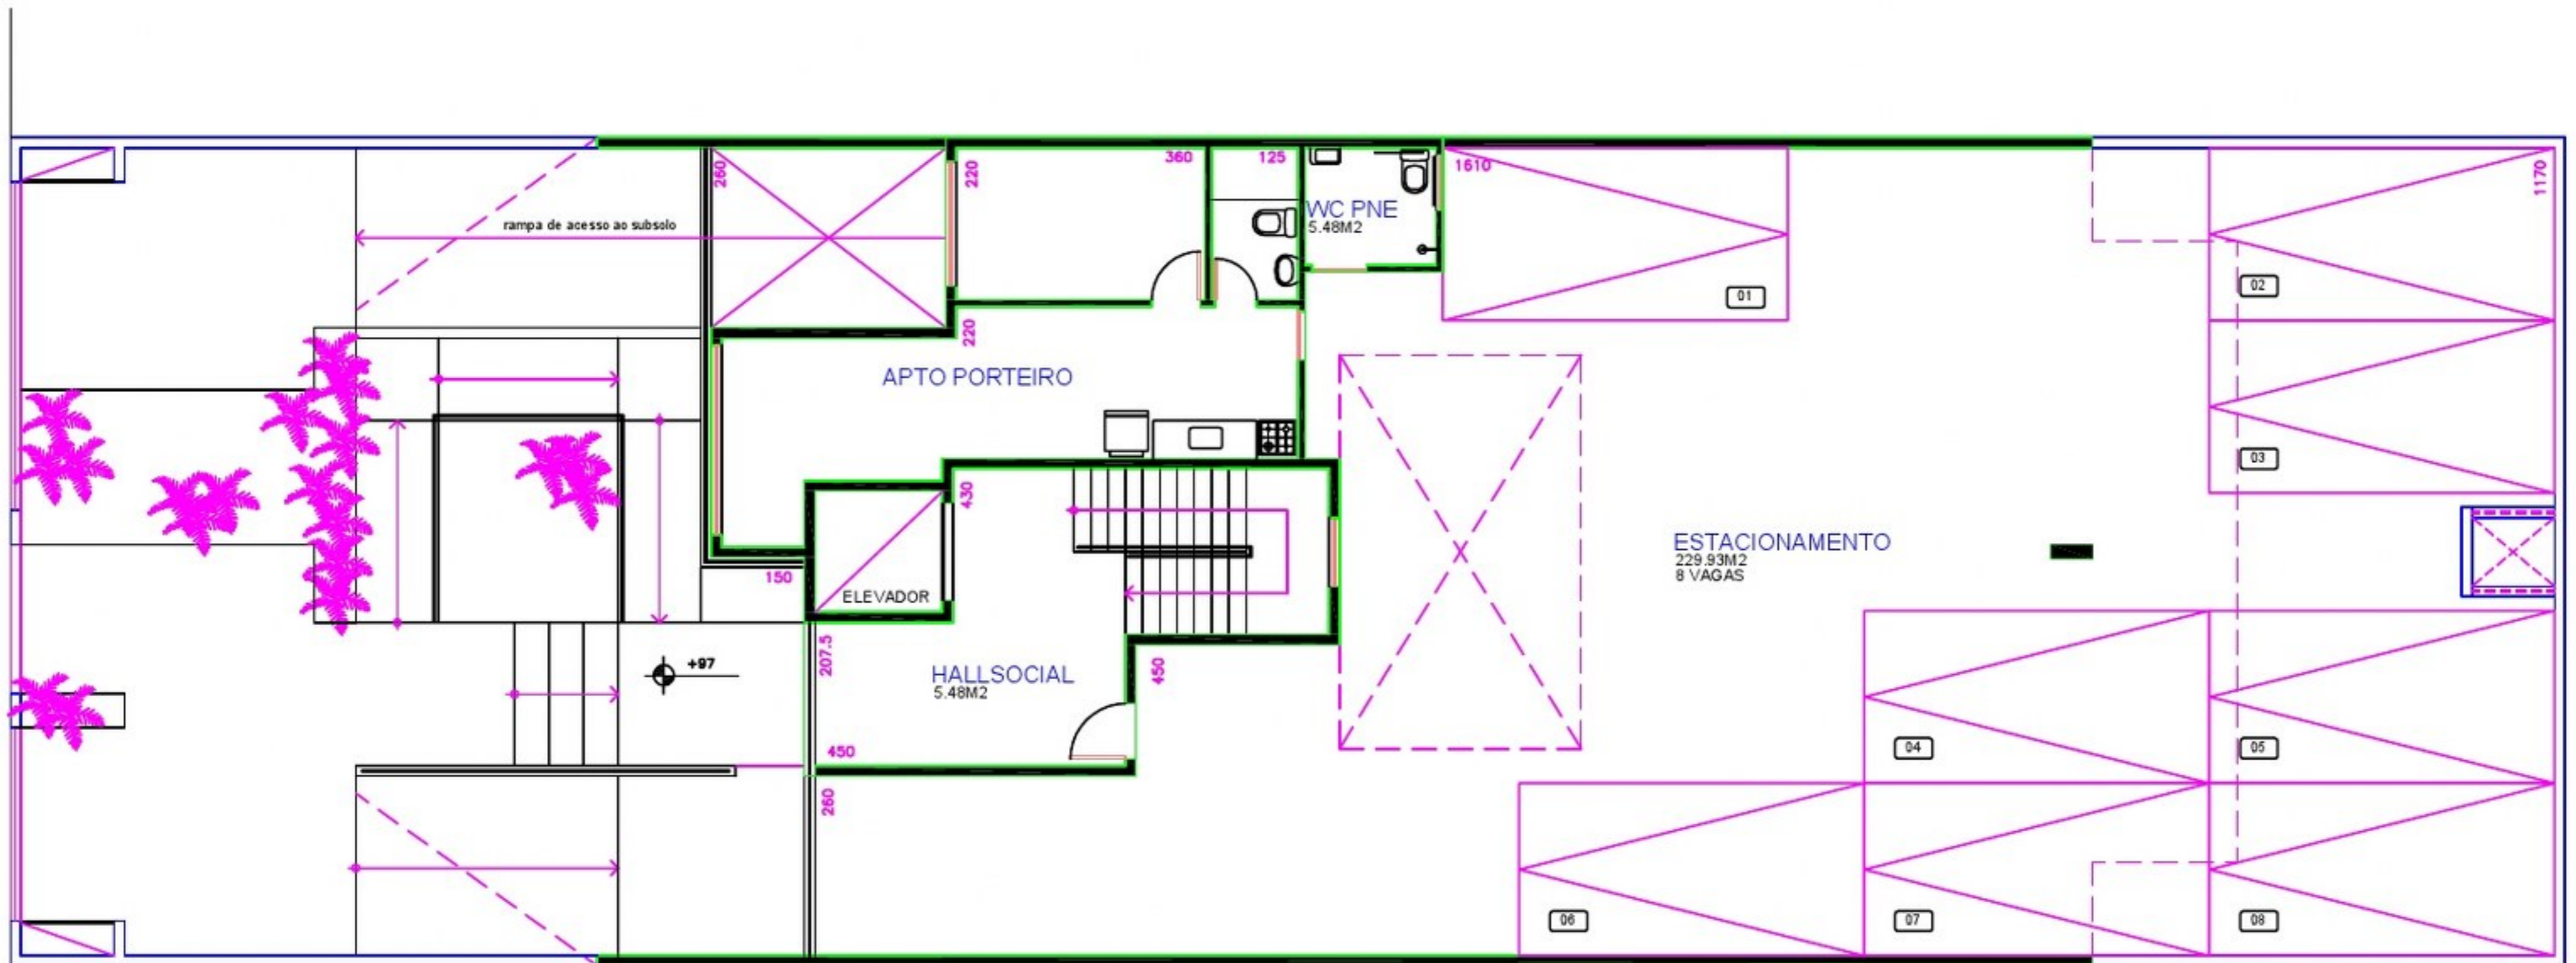 260
220
360
125
1610
1170
rampa de acesso ao subsolo
WC PNE
5.48M2
01
02
220
APTO PORTEIRO
03
430
ESTACIONAMENTO
229.93M2
8 VAGAS
150
ELEVADOR
207.5
+97
HALLSOCIAL
5.48M2
450
450
04
05
260
06
07
08